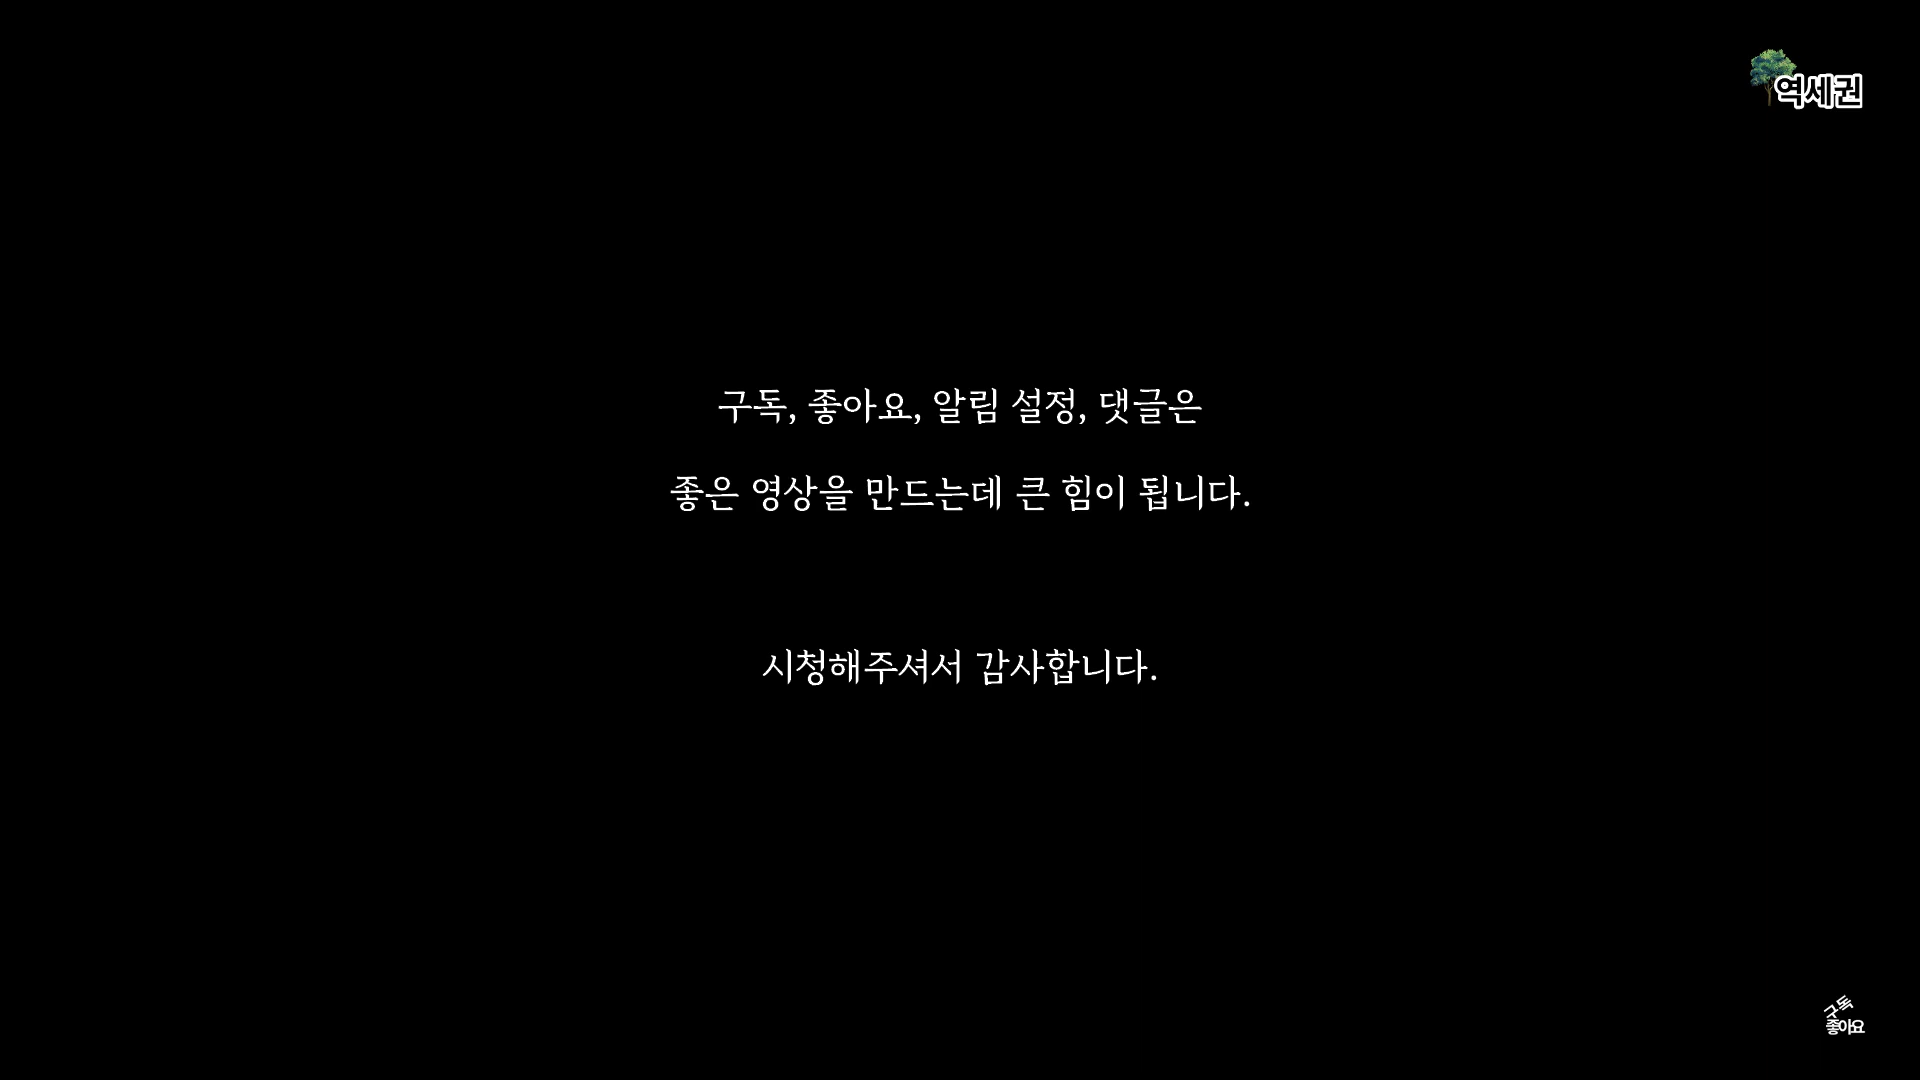 역세권
구독, 좋아요, 알림 설정, 댓글은
좋은 영상을 만드는데 큰 힘이 됩니다.
시청해주셔서 감사합니다.
구독
좋아요